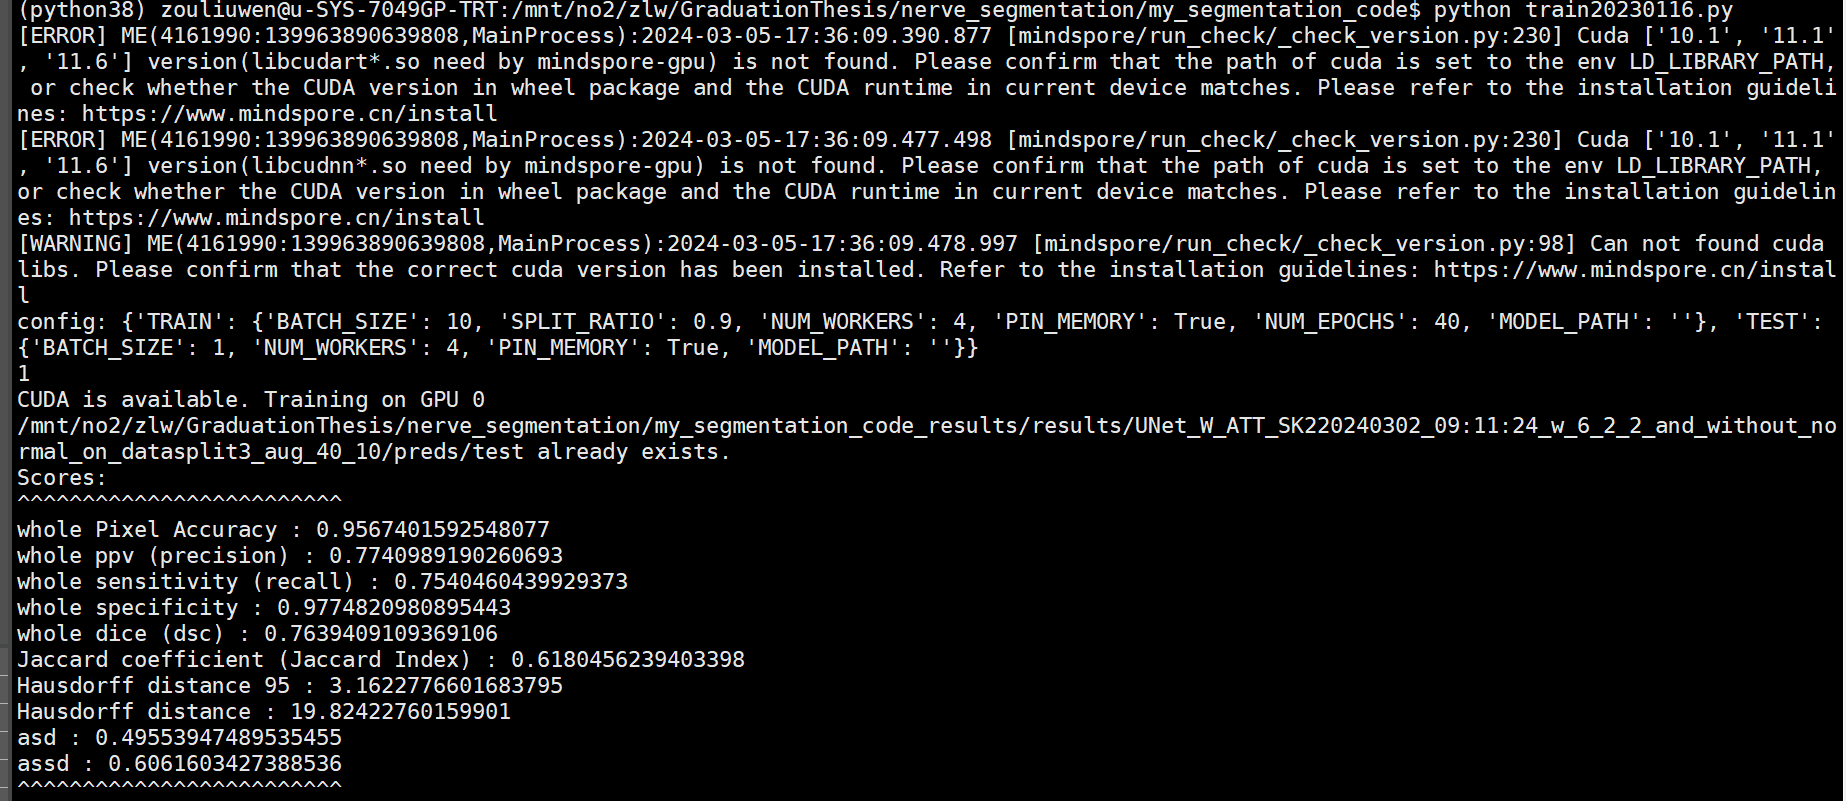 (python38) zouliuwen@u-SYS-7049GP-TRT:/mnt/no2/zlw/GraduationThesis/nerve_segmentation/my_segmentation_code$ python train20230116.py
[ERROR] ME(4161990:139963890639808,MainProcess):2024-03-05-17:36:09.390.877 [mindspore/run_check/_check_version.py:230] Cuda ['10.1', '11.1'
, '11.6'] version(libcudart*.so need by mindspore-gpu) is not found. Please confirm that the path of cuda is set to the env LD_LIBRARY_PATH,
 or check whether the CUDA version in wheel package and the CUDA runtime in current device matches. Please refer to the installation guideli
nes: https://www.mindspore.cn/install
[ERROR] ME(4161990:139963890639808,MainProcess):2024-03-05-17:36:09.477.498 [mindspore/run_check/_check_version.py:230] Cuda ['10.1', '11.1'
, '11.6'] version(libcudnn*.so need by mindspore-gpu) is not found. Please confirm that the path of cuda is set to the env LD_LIBRARY_PATH,
or check whether the CUDA version in wheel package and the CUDA runtime in current device matches. Please refer to the installation guidelin
es: https://www.mindspore.cn/install
[WARNING] ME(4161990:139963890639808,MainProcess):2024-03-05-17:36:09.478.997 [mindspore/run_check/_check_version.py:98] Can not found cuda
libs. Please confirm that the correct cuda version has been installed. Refer to the installation guidelines: https://www.mindspore.cn/instal
l
config: {'TRAIN': {'BATCH_SIZE': 10, 'SPLIT_RATIO': 0.9, 'NUM_WORKERS': 4, 'PIN_MEMORY': True, 'NUM_EPOCHS': 40, 'MODEL_PATH': ''}, 'TEST':
{'BATCH_SIZE': 1, 'NUM_WORKERS': 4, 'PIN_MEMORY': True, 'MODEL_PATH': ''}}
1
CUDA is available. Training on GPU 0
/mnt/no2/zlw/GraduationThesis/nerve_segmentation/my_segmentation_code_results/results/UNet_W_ATT_SK220240302_09:11:24_w_6_2_2_and_without_no
rmal_on_datasplit3_aug_40_10/preds/test already exists.
Scores:
^^^^^^^^^^^^^^^^^^^^^^^^^
whole Pixel Accuracy : 0.9567401592548077
whole ppv (precision) : 0.7740989190260693
whole sensitivity (recall) : 0.7540460439929373
whole specificity : 0.9774820980895443
whole dice (dsc) : 0.7639409109369106
Jaccard coefficient (Jaccard Index) : 0.6180456239403398
Hausdorff distance 95 : 3.1622776601683795
Hausdorff distance : 19.82422760159901
asd : 0.49553947489535455
assd : 0.6061603427388536
^^^^^^^^^^^^^^^^^^^^^^^^^